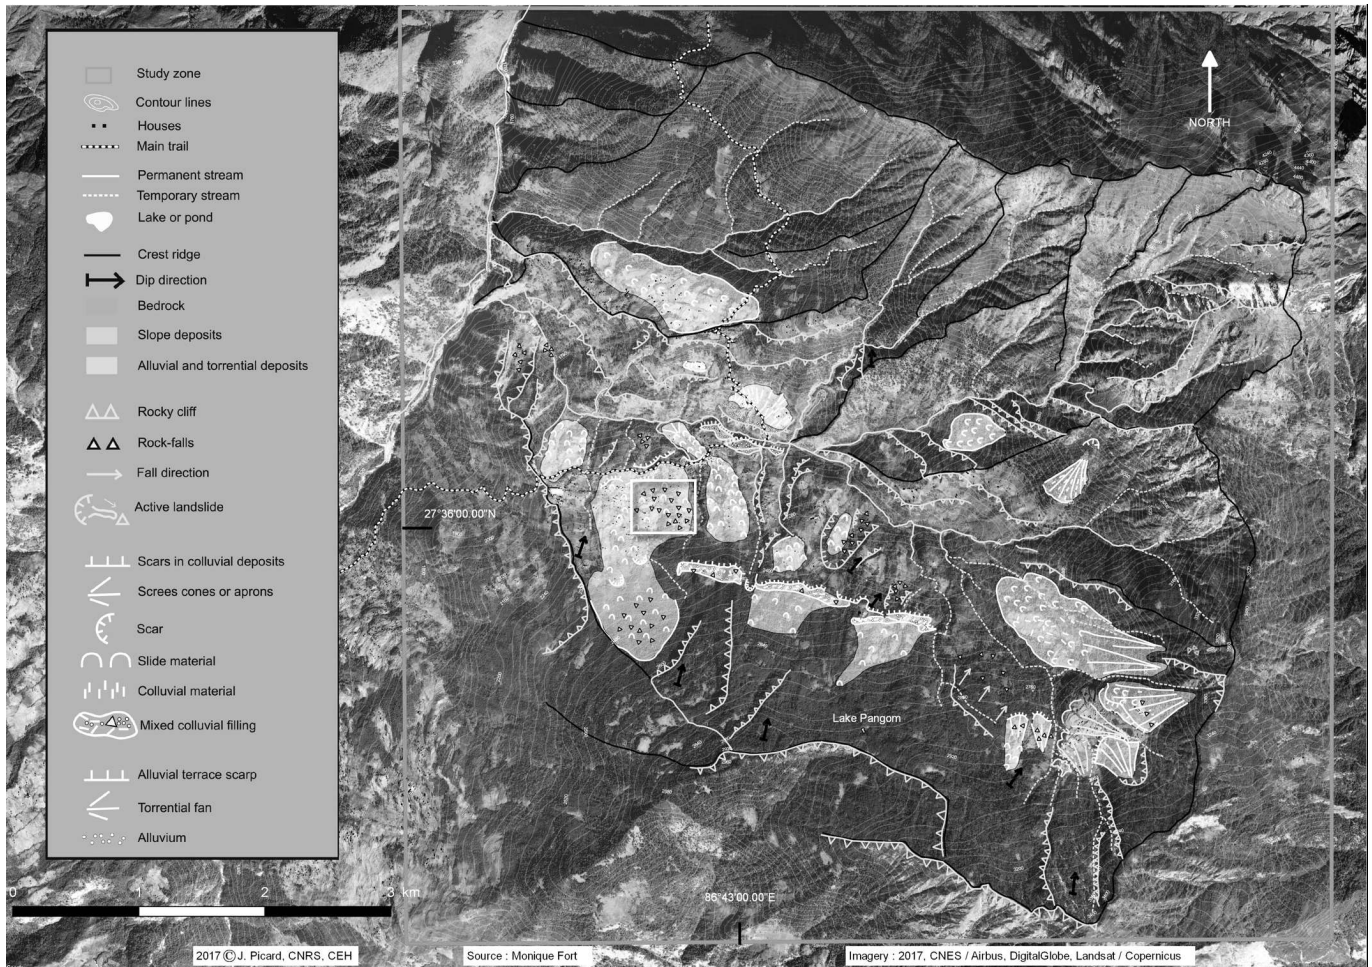 Study zone
Contour lines
Houses
Main trail
Permanent stream
Temporary stream
Lake or pond
Crest ridge
Dip direction
Bedrock
Slope deposits
Alluvial and torrential deposits
Rocky cliff
Rock-falls
Fall direction
Active landslide
Scars in colluvial deposits
Screes cones or aprons
Scar
Slide material
Colluvial material
Mixed colluvial filling
Alluvial terrace scarp
Torrential fan
Alluvium
NORTH
27°36'00.00"N
Lake Pangom
86°43'00.00"E
0 1 2 3 km
2017 © J. Picard, CNRS, CEH
Source : Monique Fort
Imagery : 2017, CNES / Airbus, DigitalGlobe, Landsat / Copernicus